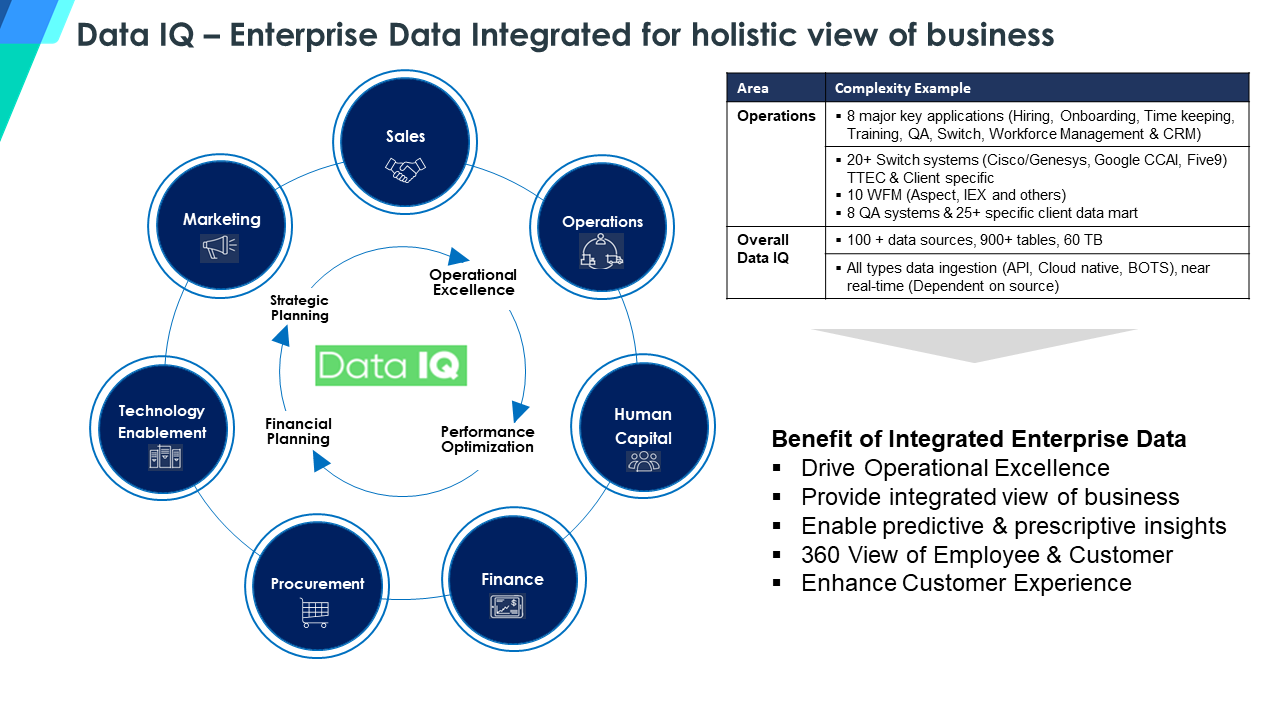 Data IQ – Enterprise Data Integrated for holistic view of business
Sales
Marketing
Operations
Operational
Excellence
Strategic
Planning
Data IQ
Technology
Enablement
Financial
Planning
Performance
Optimization
Human
Capital
Procurement
Finance
Area
Complexity Example
Operations
▪ 8 major key applications (Hiring, Onboarding, Time keeping,
Training, QA, Switch, Workforce Management & CRM)
▪ 20+ Switch systems (Cisco/Genesys, Google CCAI, Five9)
TTEC & Client specific
▪ 10 WFM (Aspect, IEX and others)
▪ 8 QA systems & 25+ specific client data mart
Overall
Data IQ
▪ 100 + data sources, 900+ tables, 60 TB
▪ All types data ingestion (API, Cloud native, BOTS), near
real-time (Dependent on source)
Benefit of Integrated Enterprise Data
▪ Drive Operational Excellence
▪ Provide integrated view of business
▪ Enable predictive & prescriptive insights
▪ 360 View of Employee & Customer
▪ Enhance Customer Experience